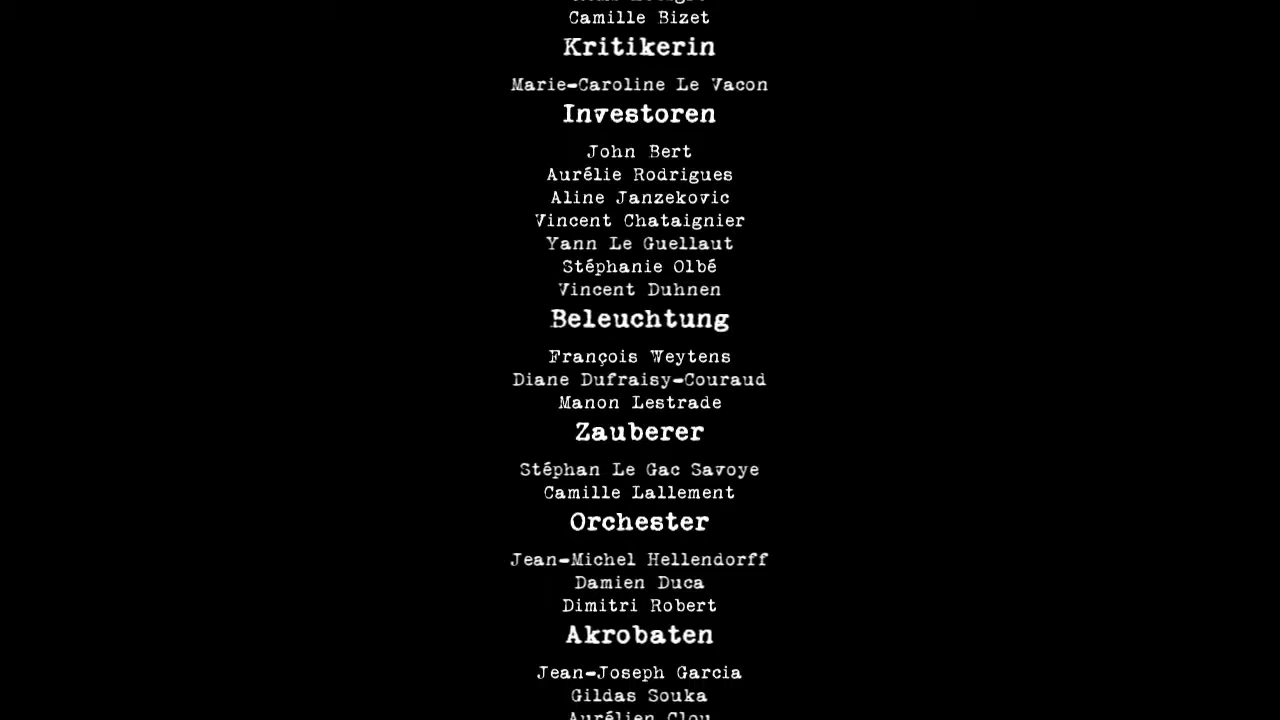 Camille Bizet
Kritikerin
Marie-Caroline Le Vacon
Investoren
John Bert
Aurélie Rodrigues
Aline Janzekovic
Vincent Chataignier
Yann Le Guellaut
Stéphanie Olbé
Vincent Duhnen
Beleuchtung
François Weytens
Diane Dufraisy-Couraud
Manon Lestrade
Zauberer
Stéphan Le Gac Savoye
Camille Lallement
Orchester
Jean-Michel Hellendorff
Damien Duca
Dimitri Robert
Akrobaten
Jean-Joseph Garcia
Gildas Souka
Aurélien Clou